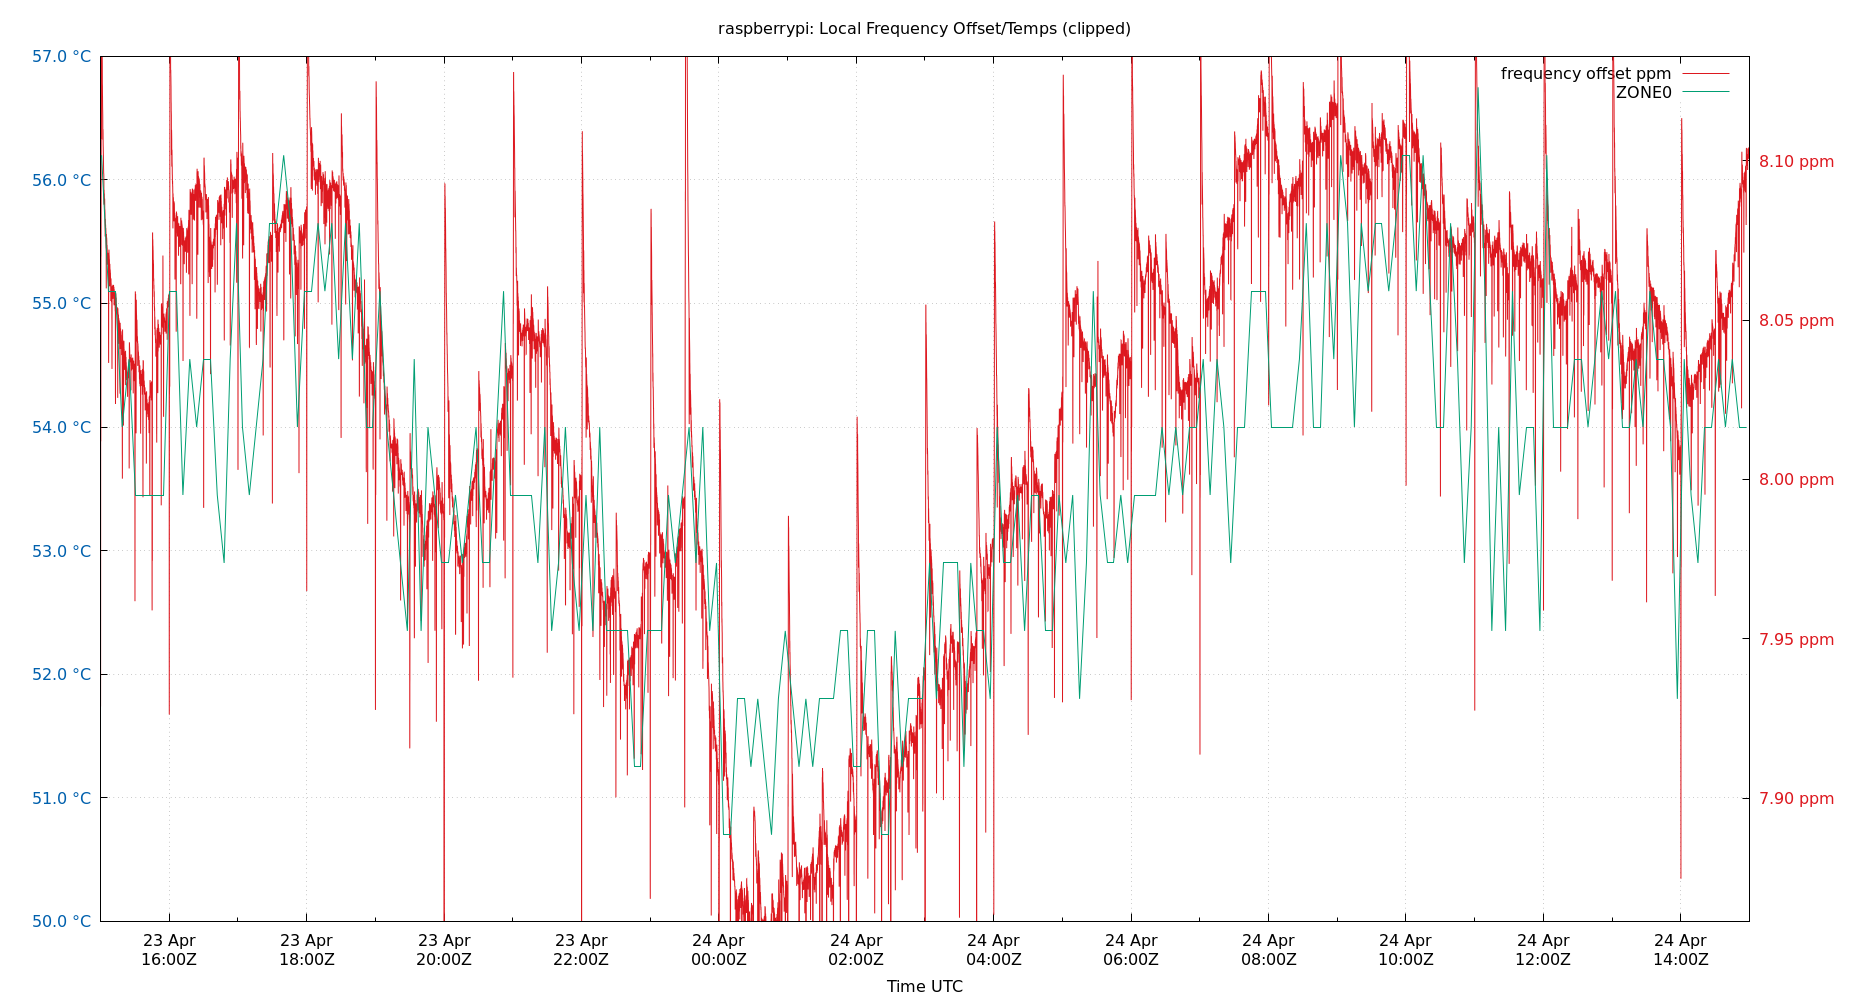 raspberrypi: Local Frequency Offset/Temps (clipped)
57.0 °C
56.0 °C
55.0 °C
54.0 °C
53.0 °C
52.0 °C
51.0 °C
50.0 °C
frequency offset ppm
ZONE0
8.10 ppm
8.05 ppm
8.00 ppm
7.95 ppm
7.90 ppm
23 Apr
16:00Z
23 Apr
18:00Z
23 Apr
20:00Z
23 Apr
22:00Z
24 Apr
00:00Z
24 Apr
02:00Z
24 Apr
04:00Z
24 Apr
06:00Z
24 Apr
08:00Z
24 Apr
10:00Z
24 Apr
12:00Z
24 Apr
14:00Z
Time UTC